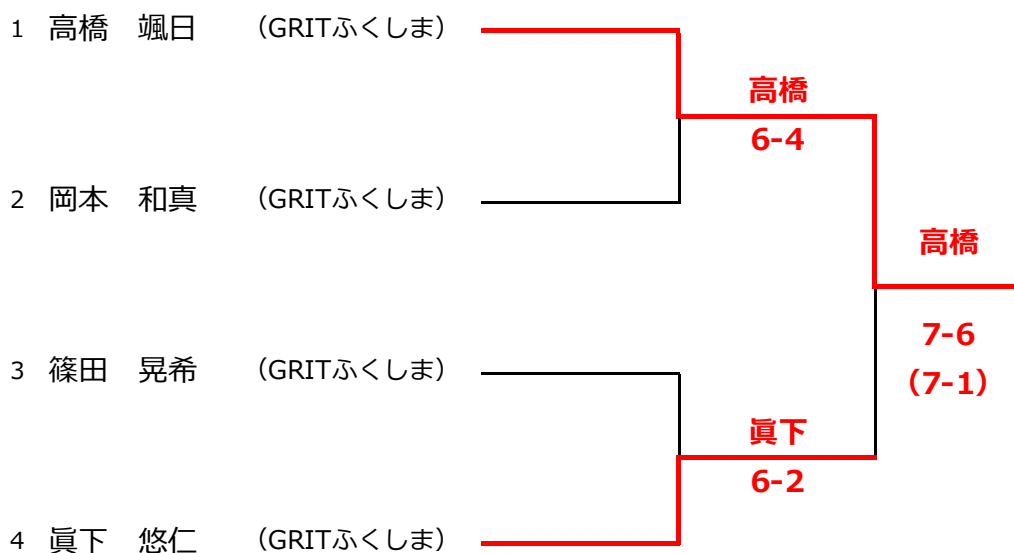 1 高橋　颯日 （GRITふくしま）
高橋
6-4
2 岡本　和真 （GRITふくしま）
高橋
7-6
（7-1）
3 篠田　晃希 （GRITふくしま）
眞下
6-2
4 眞下　悠仁 （GRITふくしま）